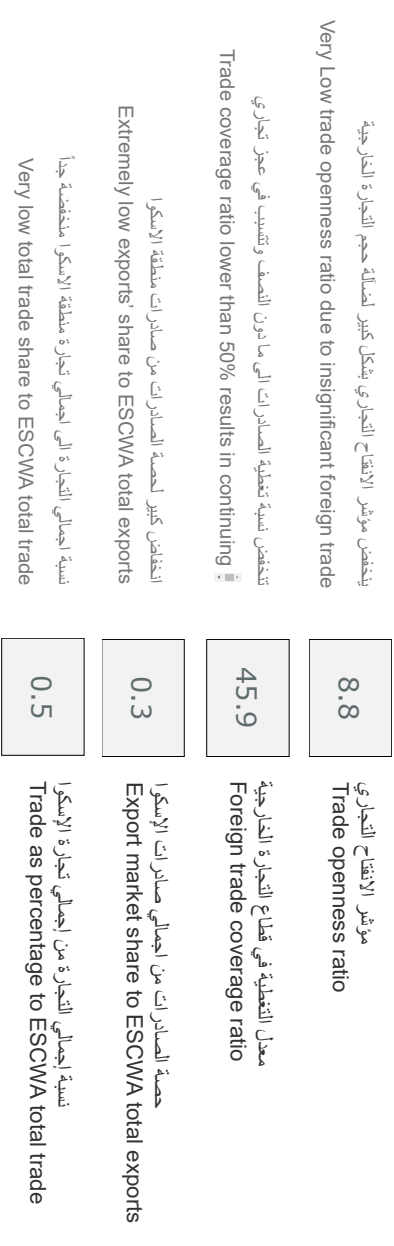 ينخفض مؤشر الانفتاح التجاري بشكل كبير لضآلة حجم التجارة الخارجية
Very Low trade openness ratio due to insignificant foreign trade
8.8
مؤشر الانفتاح التجاري
Trade openness ratio
تنخفض نسبة تغطية الصادرات الى ما دون النصف وتتسبب في عجز تجاري
Trade coverage ratio lower than 50% results in continuing
45.9
معدل التغطية في قطاع التجارة الخارجية
Foreign trade coverage ratio
انخفاض كبير لحصة الصادرات من صادرات منطقة الاسكوا
Extremely low exports' share to ESCWA total exports
0.3
حصة الصادرات من اجمالي صادرات الإسكوا
Export market share to ESCWA total exports
نسبة اجمالي التجارة الى اجمالي تجارة منطقة الاسكوا منخفضة جداً
Very low total trade share to ESCWA total trade
0.5
نسبة إجمالي التجارة من إجمالي تجارة الإسكوا
Trade as percentage to ESCWA total trade